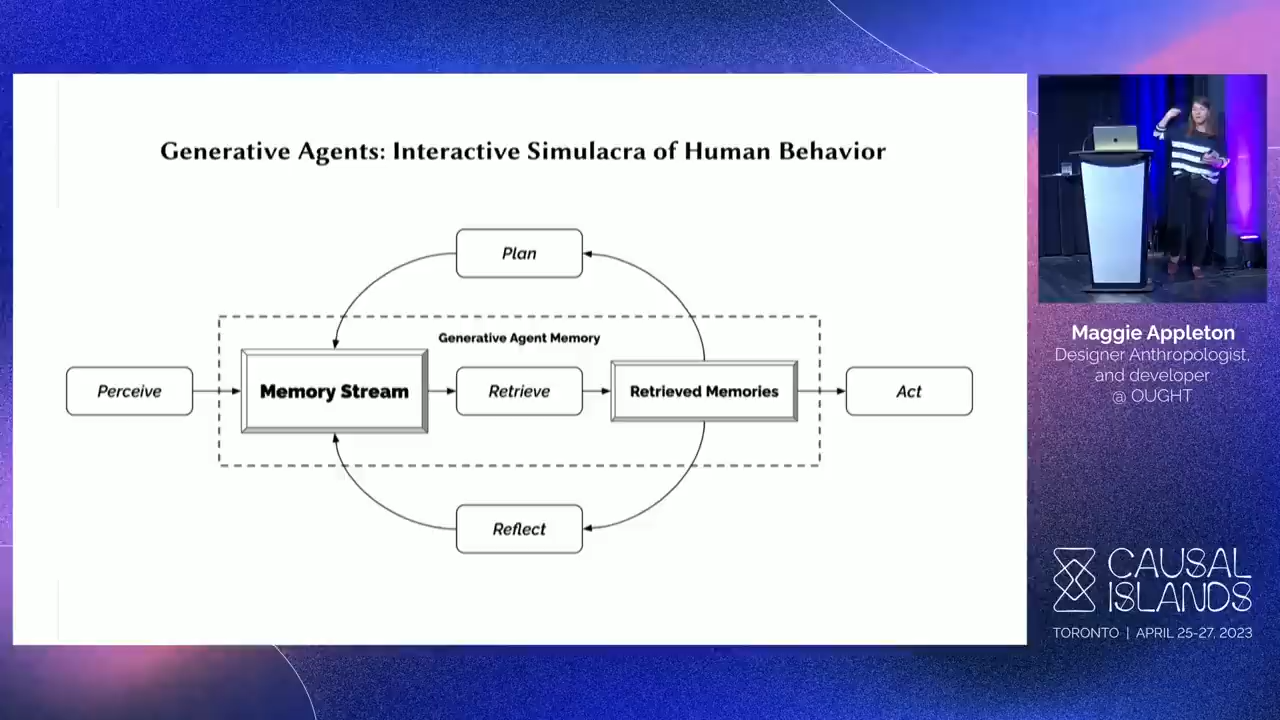 Generative Agents: Interactive Simulacra of Human Behavior
Plan
Generative Agent Memory
Perceive
Memory Stream
Retrieve
Retrieved Memories
Act
Reflect
Maggie Appleton
Designer Anthropologist,
and developer
@ OUGHT
CAUSAL
ISLANDS
TORONTO | APRIL 25-27, 2023